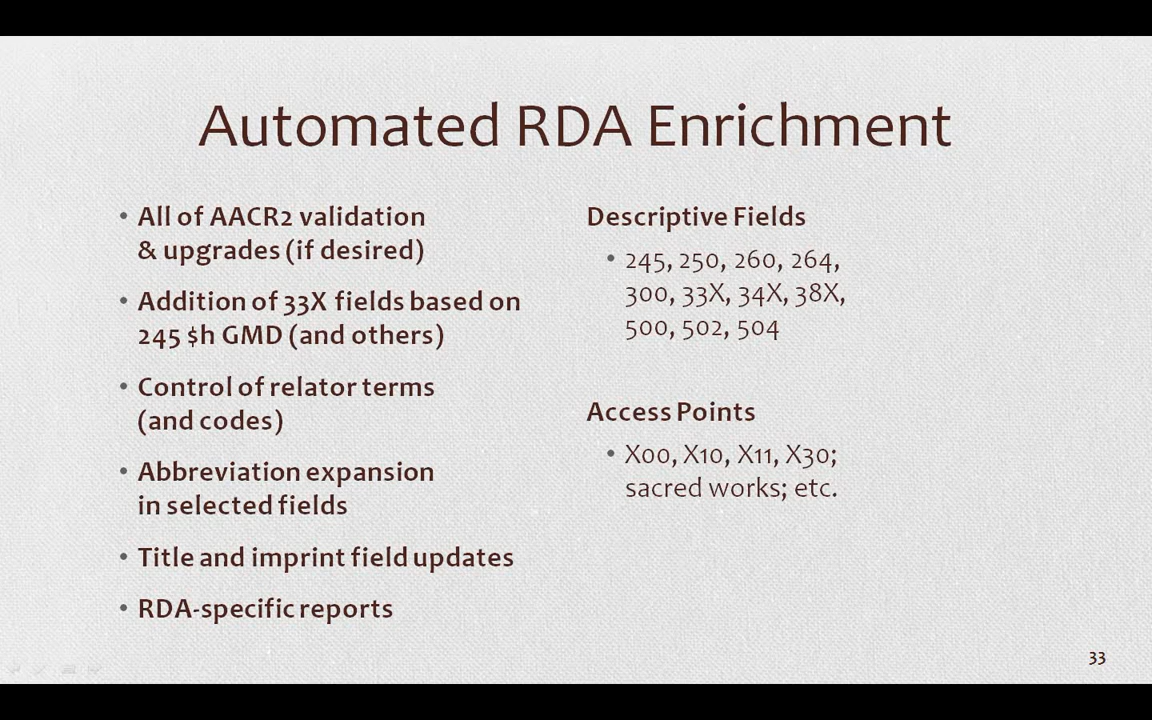 Automated RDA Enrichment
• All of AACR2 validation
& upgrades (if desired)
• Addition of 33X fields based on
245 $h GMD (and others)
• Control of relator terms
(and codes)
• Abbreviation expansion
in selected fields
• Title and imprint field updates
• RDA-specific reports
Descriptive Fields
• 245, 250, 260, 264,
300, 33X, 34X, 38X,
500, 502, 504
Access Points
• X00, X10, X11, X30;
sacred works; etc.
33